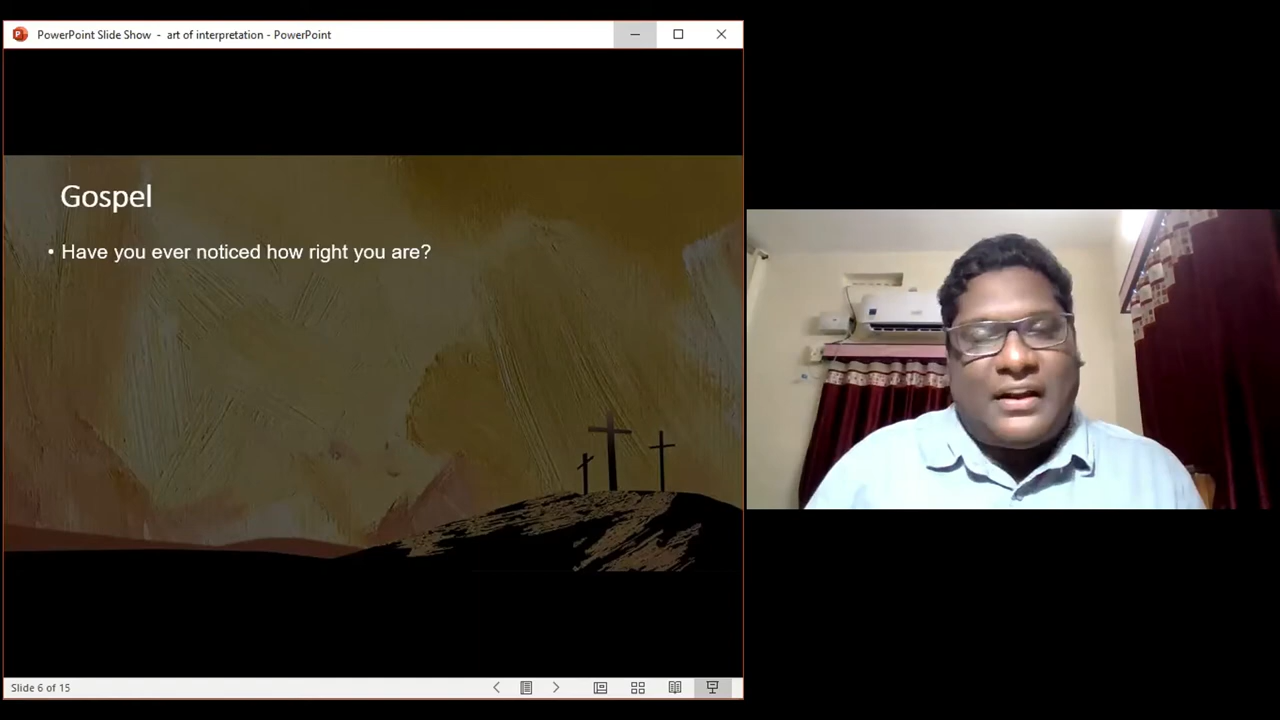 PowerPoint Slide Show - art of interpretation - PowerPoint
Gospel
• Have you ever noticed how right you are?
Slide 6 of 15